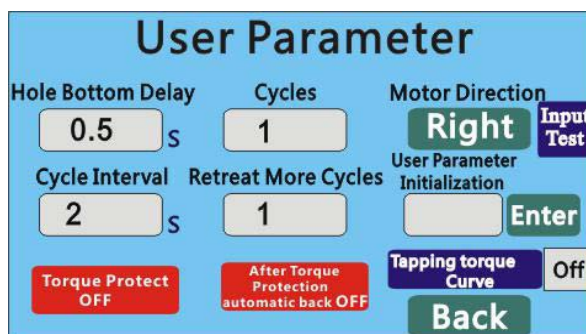 User Parameter
Hole Bottom Delay
Cycles
Motor Direction
0.5 S
1
Right
Input
Test
Cycle Interval
Retreat More Cycles
User Parameter
Initialization
2 S
1
Enter
Torque Protect
OFF
After Torque
Protection
automatic back OFF
Tapping torque
Curve
Off
Back